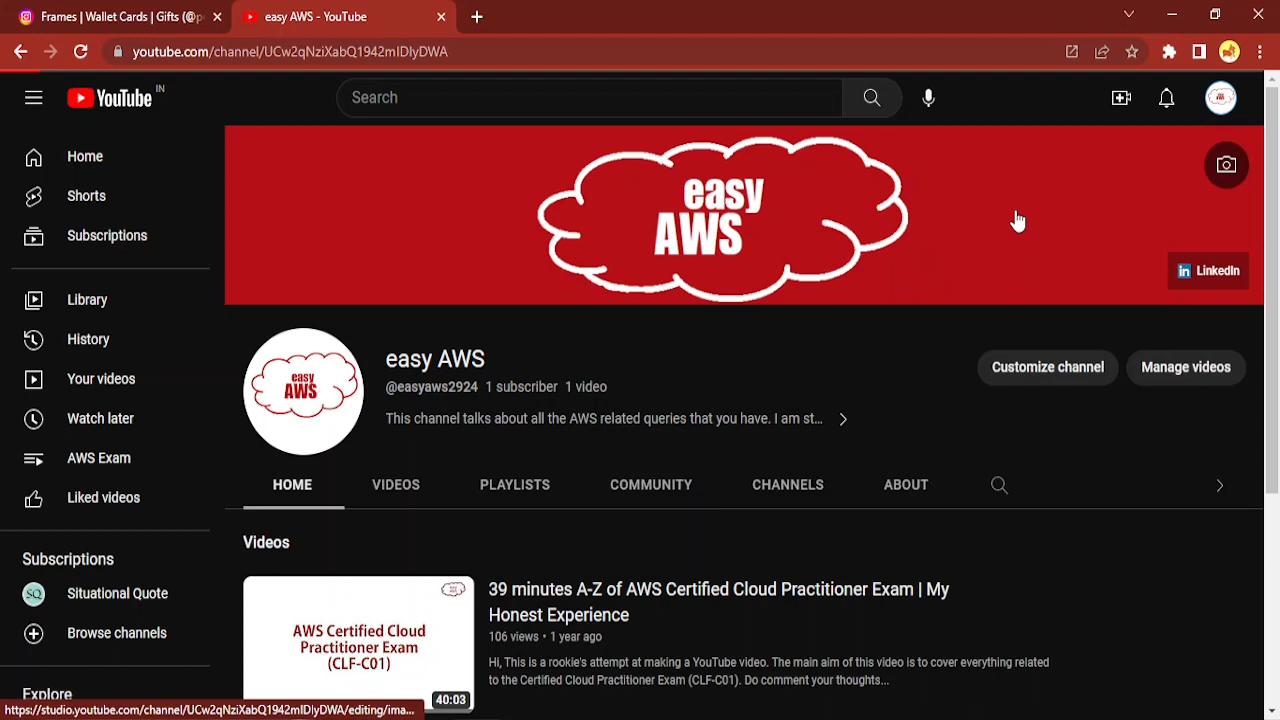 Frames | Wallet Cards | Gifts (@p
easy AWS - YouTube
youtube.com/channel/UCw2qNziXabQ1942mIDlyDWA
YouTube IN
Search
Home
Shorts
Subscriptions
Library
History
Your videos
Watch later
AWS Exam
Liked videos
Subscriptions
SQ Situational Quote
Browse channels
Explore
easy
AWS
in LinkedIn
easy
AWS
easy AWS
@easyaws2924 1 subscriber 1 video
This channel talks about all the AWS related queries that you have. I am st...
Customize channel
Manage videos
HOME VIDEOS PLAYLISTS COMMUNITY CHANNELS ABOUT
Videos
AWS Certified Cloud
Practitioner Exam
(CLF-C01)
40:03
39 minutes A-Z of AWS Certified Cloud Practitioner Exam | My
Honest Experience
106 views • 1 year ago
Hi, This is a rookie's attempt at making a YouTube video. The main aim of this video is to cover everything related
to the Certified Cloud Practitioner Exam (CLF-C01). Do comment your thoughts...
https://studio.youtube.com/channel/UCw2qNziXabQ1942mIDlyDWA/editing/ima...